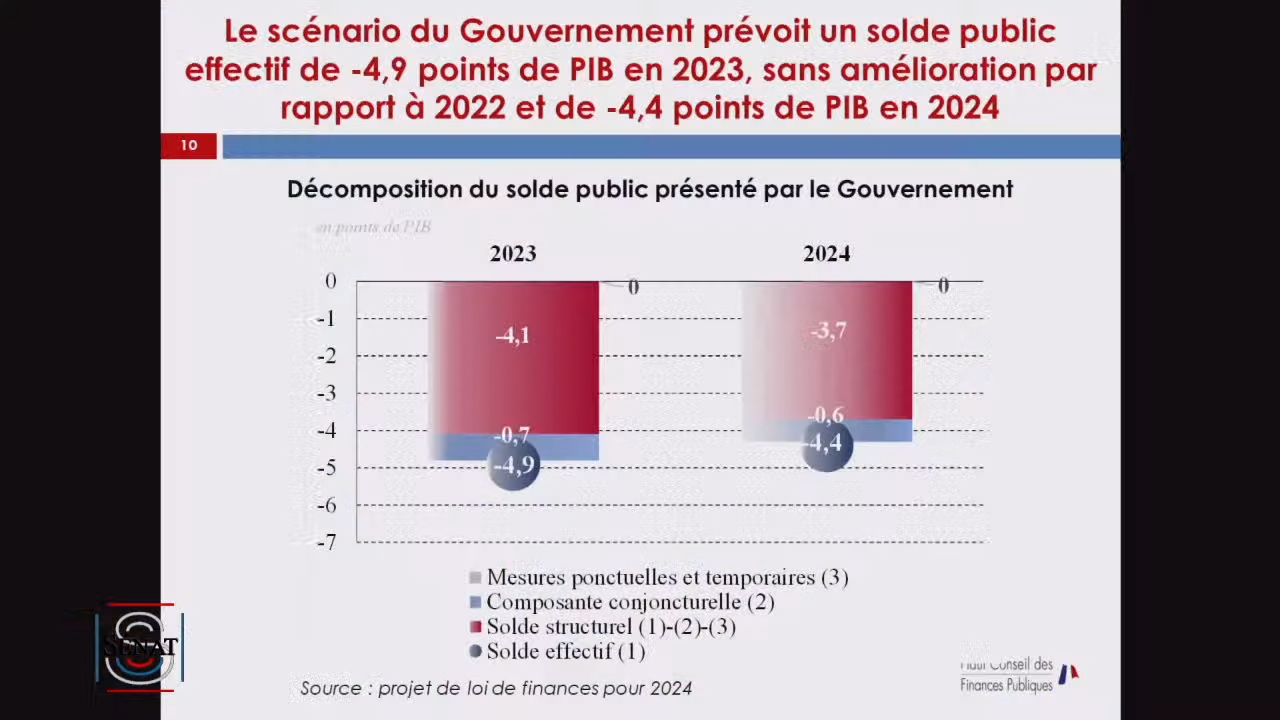 Le scénario du Gouvernement prévoit un solde public
effectif de -4,9 points de PIB en 2023, sans amélioration par
rapport à 2022 et de -4,4 points de PIB en 2024
10
Décomposition du solde public présenté par le Gouvernement
en points de PIB
2023
2024
0
-1
-2
-3
-4
-5
-6
-7
0
-4,1
-0,7
-4,9
0
-3,7
-0,6
-4,4
Mesures ponctuelles et temporaires (3)
Composante conjoncturelle (2)
Solde structurel (1)-(2)-(3)
Solde effectif (1)
Source : projet de loi de finances pour 2024
SENAT
Haut Conseil des
Finances Publiques